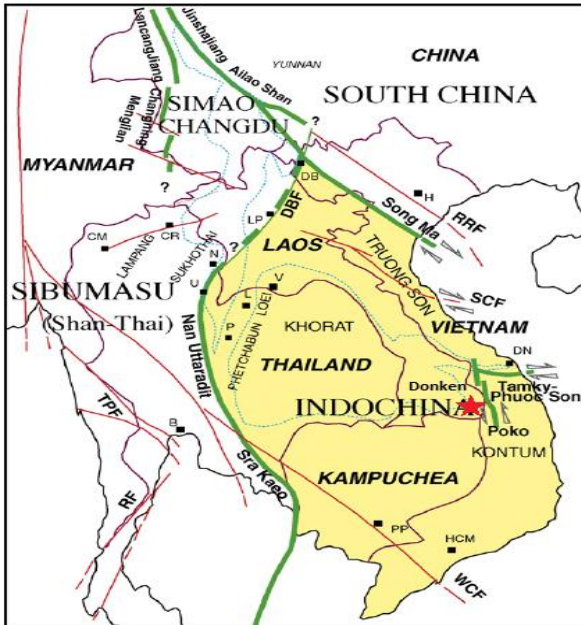 LancangJiang Changning
Menglian
Jinshajiang Ailao Shan
YUNNAN
CHINA
SIMAO
CHANGDU
SOUTH CHINA
?
MYANMAR
?
DB
H
RRF
LP
DBF
Song Ma
CM
LAMPANG
CR
SUKHOTHAI
N
?
LAOS
TRUONG SON
SCF
SIBUMASU
(Shan-Thai)
U
L
V
PHETCHABUN
LOEI
P
KHORAT
VIETNAM
DN
Nan Uttaradit
THAILAND
Donken
Tamky-
Phuoc Son
INDOCHINA
TPF
B
Poko
KONTUM
Sra Kaeo
KAMPUCHEA
RF
PP
HCM
WCF